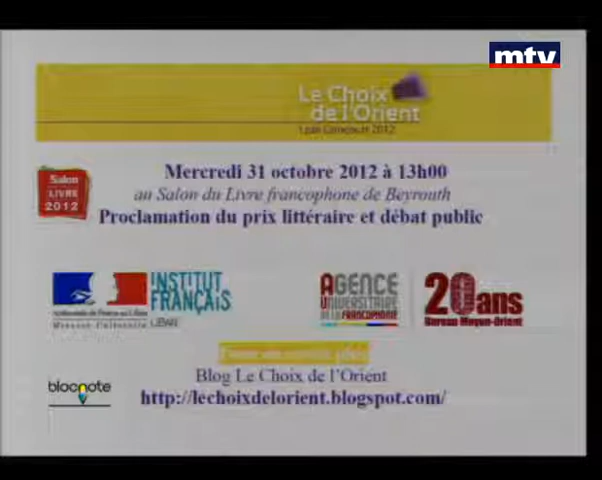 mtv
Le Choix
de l'Orient
Mercredi 31 octobre 2012 à 13h00
au Salon du Livre francophone de Beyrouth
Proclamation du prix littéraire et débat public
Salon
LIVRE
2012
INSTITUT
FRANÇAIS
LIBAN
AGENCE
UNIVERSITAIRE
DE LA FRANCOPHONIE
20ans
Bureau Moyen-Orient
Blog Le Choix de l'Orient
blocnote
http://lechoixdelorient.blogspot.com/